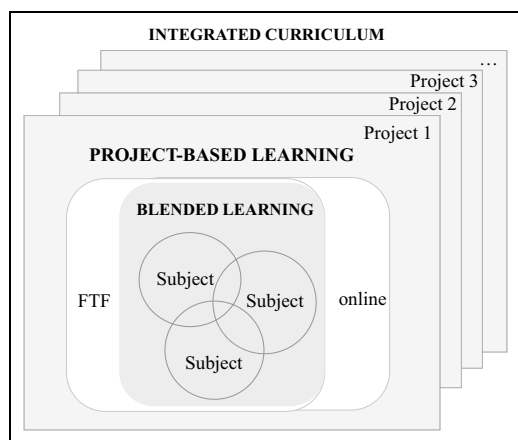 INTEGRATED CURRICULUM
...
Project 3
Project 2
Project 1
PROJECT-BASED LEARNING
BLENDED LEARNING
Subject
FTF
Subject
online
Subject